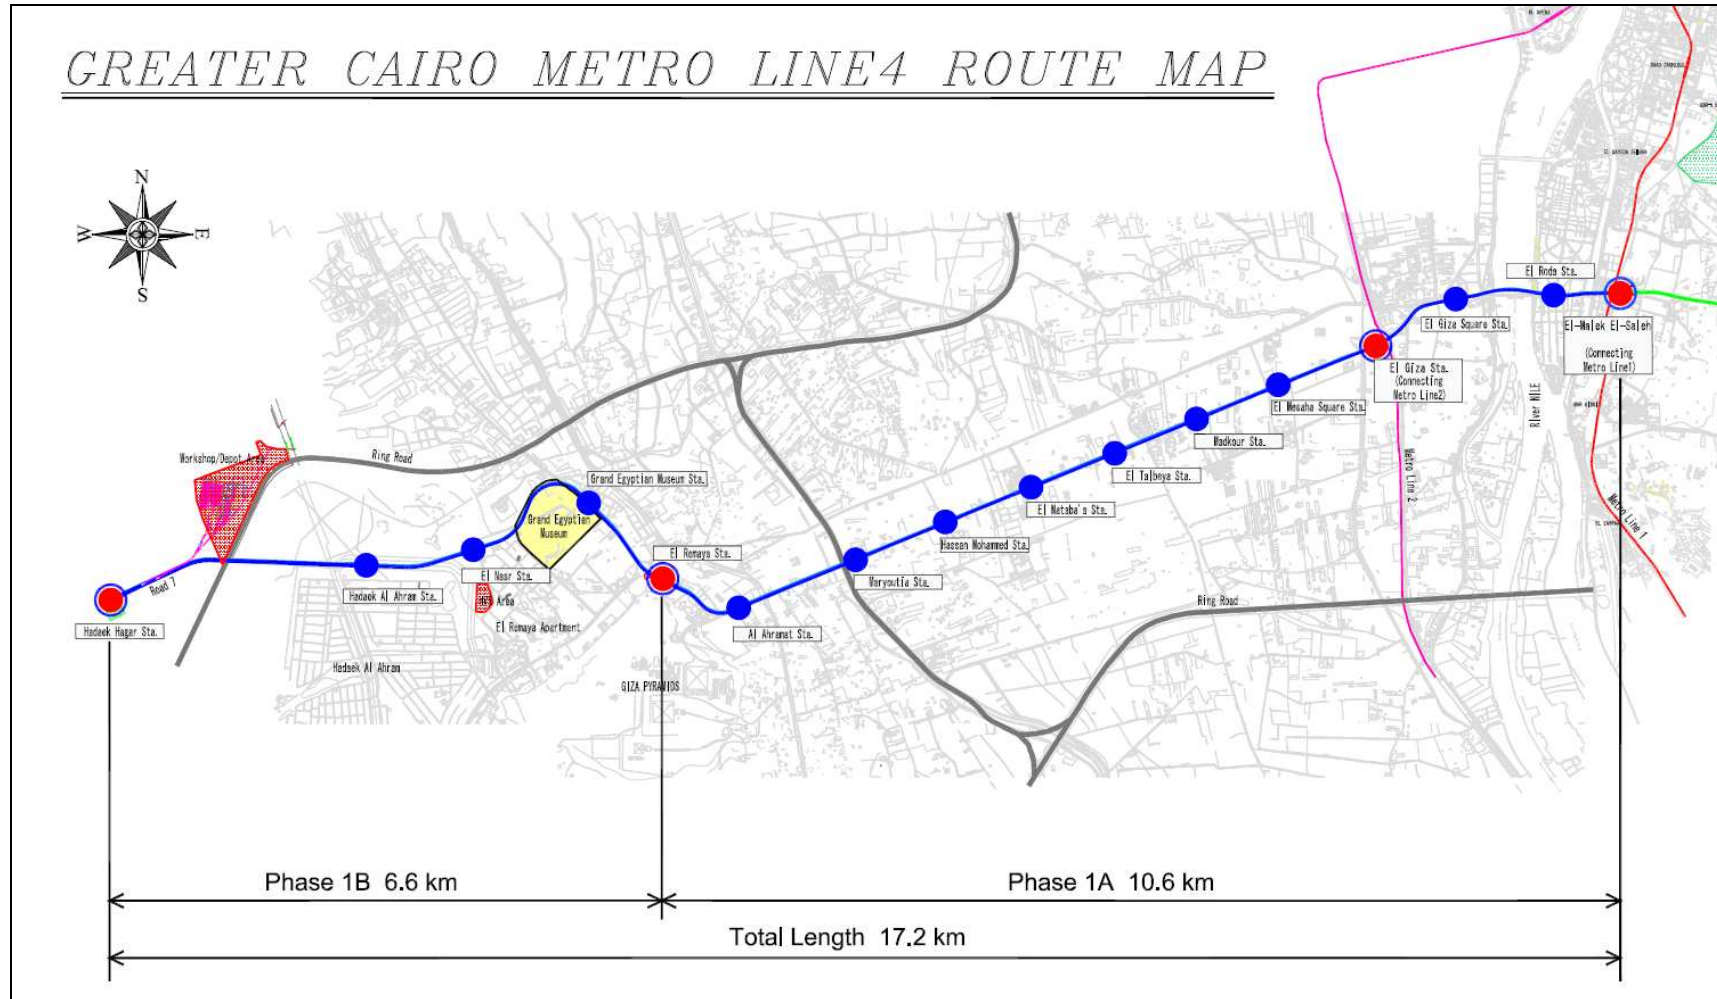 GREATER CAIRO METRO LINE4 ROUTE MAP
N
W
E
S
El Roda Sta.
El Giza Square Sta.
El-Malek El-Saleh
(Connecting
Metro Line1)
El Giza Sta.
(Connecting
Metro Line2)
River NILE
El Mesaha Square Sta.
Madkour Sta.
Metro Line 2
Metro Line 1
Ring Road
Workshop/Depot Area
El Talbeya Sta.
Grand Egyptian Museum Sta.
El Mataba'a Sta.
Grand Egyptian
Museum
Hassan Mohammed Sta.
El Remaya Sta.
Maryoutia Sta.
El Nasr Sta.
Road 7
Hadaek Al Ahram Sta.
Area
Ring Road
Hadaek Hagar Sta.
El Remaya Apartment
Al Ahramat Sta.
Hadaek Al Ahram
GIZA PYRAMIDS
Phase 1B 6.6 km
Phase 1A 10.6 km
Total Length 17.2 km